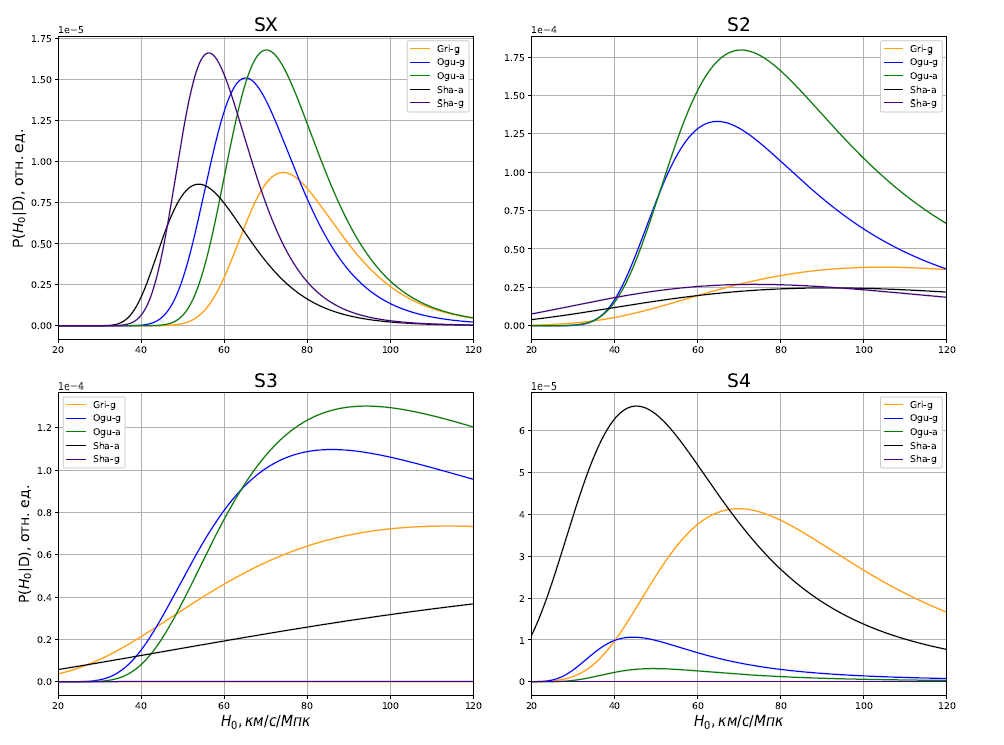 SX
1e−5
P(H₀|D), отн. ед.
1.75
1.50
1.25
1.00
0.75
0.50
0.25
0.00
20 40 60 80 100 120
Gri-g
Ogu-g
Ogu-a
Sha-a
Sha-g
S2
1e−4
1.75
1.50
1.25
1.00
0.75
0.50
0.25
0.00
20 40 60 80 100 120
Gri-g
Ogu-g
Ogu-a
Sha-a
Sha-g
S3
1e−4
P(H₀|D), отн. ед.
1.2
1.0
0.8
0.6
0.4
0.2
0.0
20 40 60 80 100 120
H₀, км/с/Мпк
Gri-g
Ogu-g
Ogu-a
Sha-a
Sha-g
S4
1e−5
6
5
4
3
2
1
0
20 40 60 80 100 120
H₀, км/с/Мпк
Gri-g
Ogu-g
Ogu-a
Sha-a
Sha-g